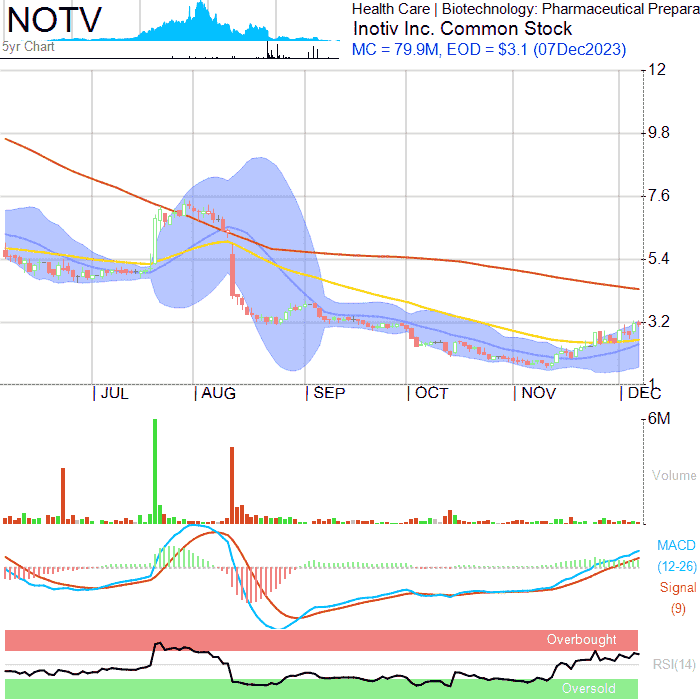 NOTV
5yr Chart
Health Care | Biotechnology: Pharmaceutical Prepara
Inotiv Inc. Common Stock
MC = 79.9M, EOD = $3.1 (07Dec2023)
12
9.8
7.6
5.4
3.2
1
JUL AUG SEP OCT NOV DEC
6M
Volume
MACD
(12-26)
Signal
(9)
Overbought
RSI(14)
Oversold